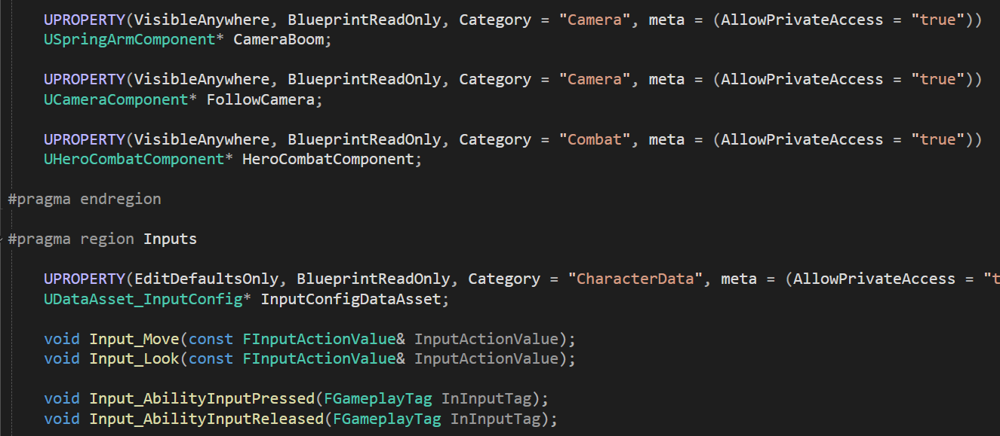 UPROPERTY(VisibleAnywhere, BlueprintReadOnly, Category = "Camera", meta = (AllowPrivateAccess = "true"))
USpringArmComponent* CameraBoom;
UPROPERTY(VisibleAnywhere, BlueprintReadOnly, Category = "Camera", meta = (AllowPrivateAccess = "true"))
UCameraComponent* FollowCamera;
UPROPERTY(VisibleAnywhere, BlueprintReadOnly, Category = "Combat", meta = (AllowPrivateAccess = "true"))
UHeroCombatComponent* HeroCombatComponent;
#pragma endregion
#pragma region Inputs
UPROPERTY(EditDefaultsOnly, BlueprintReadOnly, Category = "CharacterData", meta = (AllowPrivateAccess = "t
UDataAsset_InputConfig* InputConfigDataAsset;
void Input_Move(const FInputActionValue& InputActionValue);
void Input_Look(const FInputActionValue& InputActionValue);
void Input_AbilityInputPressed(FGameplayTag InInputTag);
void Input_AbilityInputReleased(FGameplayTag InInputTag);